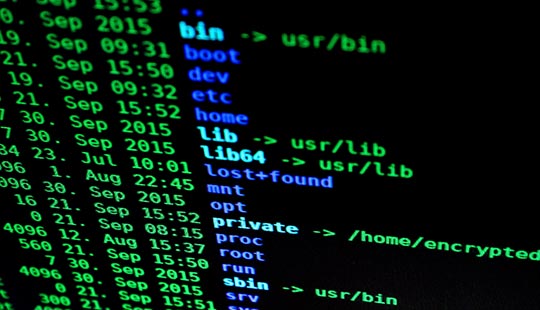 Sep 15:53 ..
0. Sep 2015 bin -> usr/bin
19. Sep 09:31 boot
21. Sep 15:50 dev
19. Sep 09:32 etc
21. Sep 15:52 home
7 30. Sep 2015 lib -> usr/lib
7 30. Sep 2015 lib64 -> usr/lib
84 23. Jul 10:01 lost+found
096 1. Aug 22:45 mnt
096 30. Sep 2015 opt
16 21. Sep 15:52 private -> /home/encrypted
0 21. Sep 08:15 proc
4096 12. Aug 15:37 root
560 21. Sep 15:50 run
7 30. Sep 2015 sbin -> usr/bin
4096 30. Sep 2015 srv
0 21. Sep 15:51
300 21.